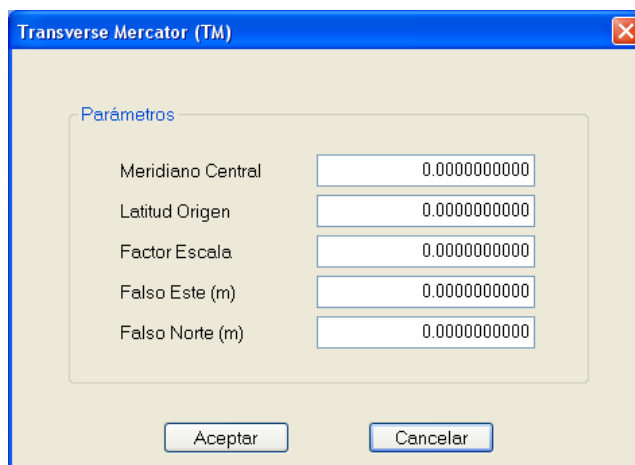 Transverse Mercator (TM)
Parámetros
Meridiano Central 0.0000000000
Latitud Origen 0.0000000000
Factor Escala 0.0000000000
Falso Este (m) 0.0000000000
Falso Norte (m) 0.0000000000
Aceptar Cancelar